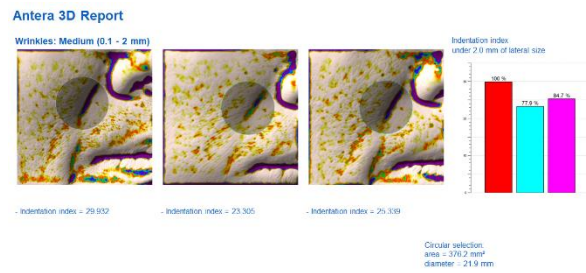 Antera 3D Report
Wrinkles: Medium (0.1 - 2 mm)
Indentation index
under 2.0 mm of lateral size
100 %
77.9 %
84.7 %
- Indentation index = 29.932
- Indentation index = 23.305
- Indentation index = 25.339
Circular selection:
area = 376.2 mm²
diameter = 21.9 mm